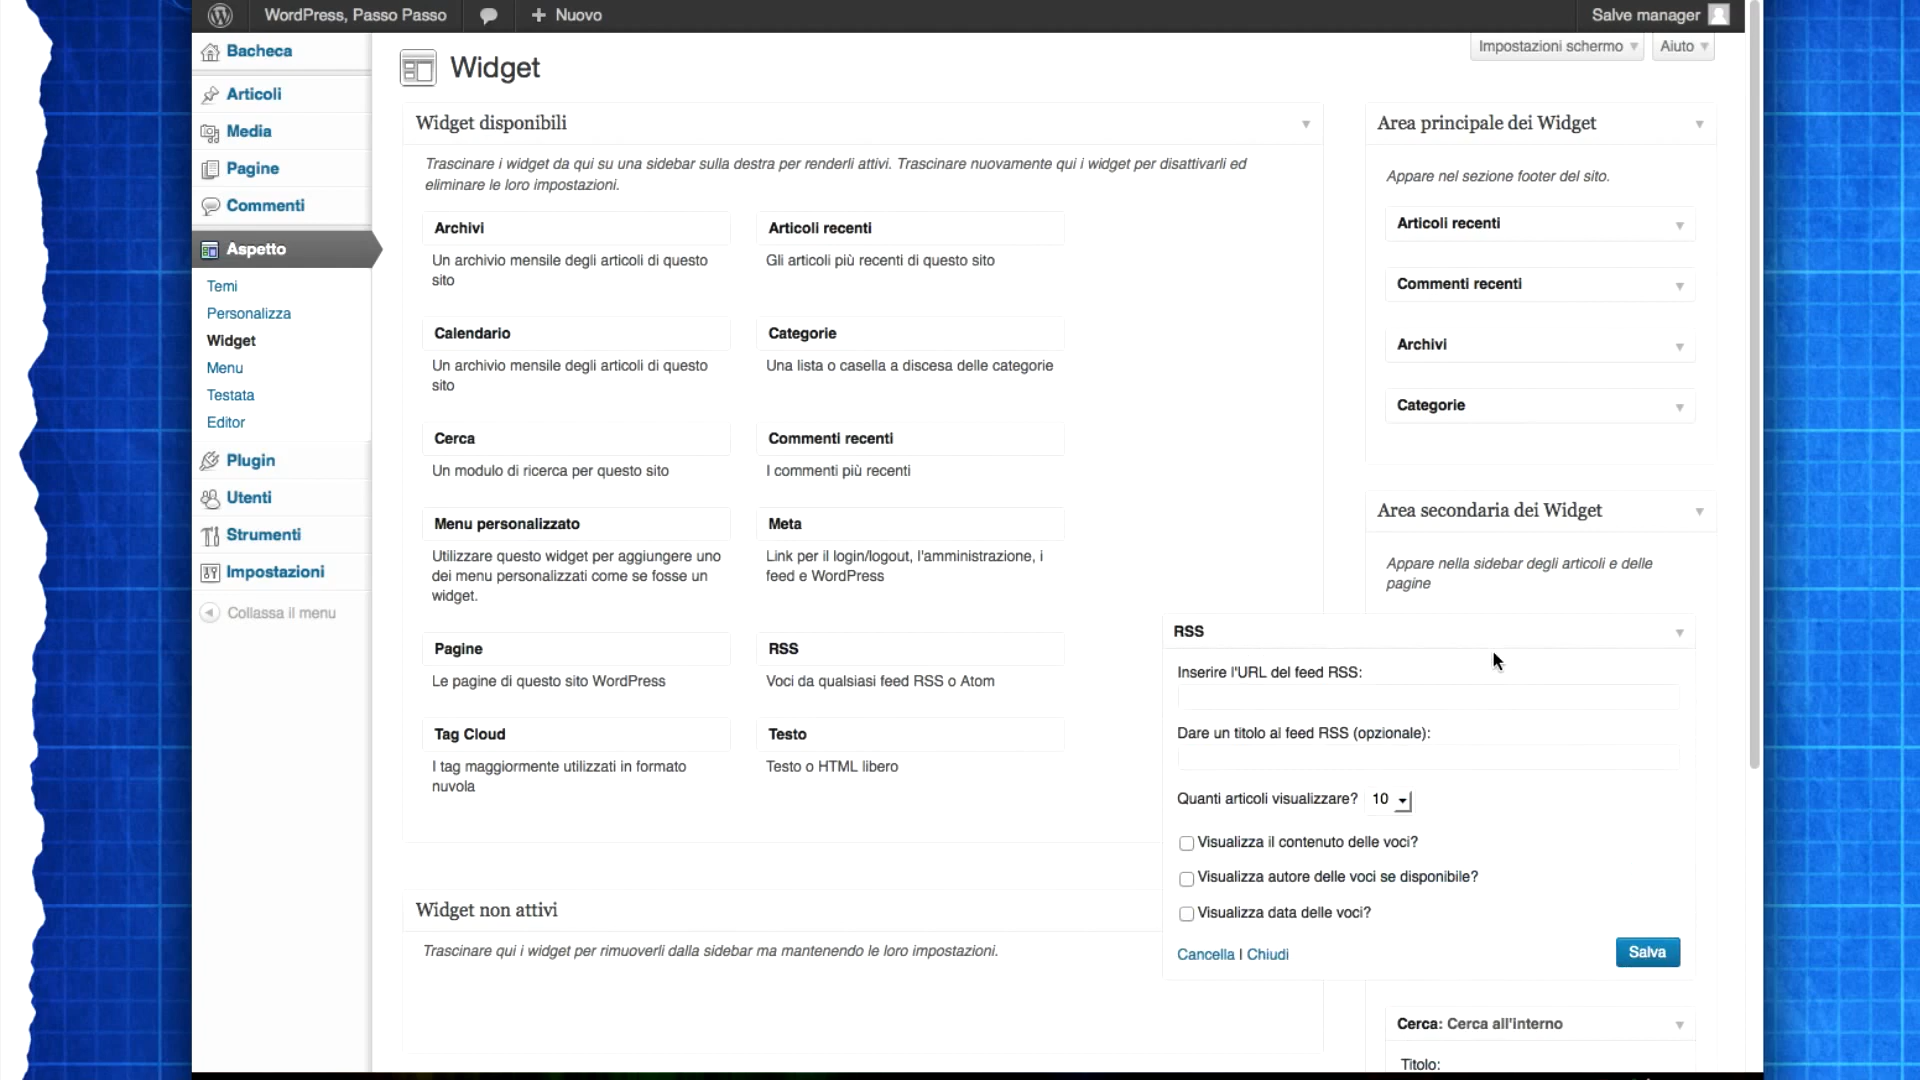 WordPress, Passo Passo
Nuovo
Salve manager
Impostazioni schermo
Aiuto
Bacheca
Articoli
Media
Pagine
Commenti
Aspetto
Temi
Personalizza
Widget
Menu
Testata
Editor
Plugin
Utenti
Strumenti
Impostazioni
Collassa il menu
Widget
Widget disponibili
Trascinare i widget da qui su una sidebar sulla destra per renderli attivi. Trascinare nuovamente qui i widget per disattivarli ed
eliminare le loro impostazioni.
Archivi
Un archivio mensile degli articoli di questo
sito
Articoli recenti
Gli articoli più recenti di questo sito
Calendario
Un archivio mensile degli articoli di questo
sito
Categorie
Una lista o casella a discesa delle categorie
Cerca
Un modulo di ricerca per questo sito
Commenti recenti
I commenti più recenti
Menu personalizzato
Utilizzare questo widget per aggiungere uno
dei menu personalizzati come se fosse un
widget.
Meta
Link per il login/logout, l'amministrazione, i
feed e WordPress
Pagine
Le pagine di questo sito WordPress
RSS
Voci da qualsiasi feed RSS o Atom
Tag Cloud
I tag maggiormente utilizzati in formato
nuvola
Testo
Testo o HTML libero
Widget non attivi
Trascinare qui i widget per rimuoverli dalla sidebar ma mantenendo le loro impostazioni.
Area principale dei Widget
Appare nel sezione footer del sito.
Articoli recenti
Commenti recenti
Archivi
Categorie
Area secondaria dei Widget
Appare nella sidebar degli articoli e delle
pagine
RSS
Inserire l'URL del feed RSS:
Dare un titolo al feed RSS (opzionale):
Quanti articoli visualizzare? 10
Visualizza il contenuto delle voci?
Visualizza autore delle voci se disponibile?
Visualizza data delle voci?
Cancella | Chiudi
Salva
Cerca: Cerca all'interno
Titolo: